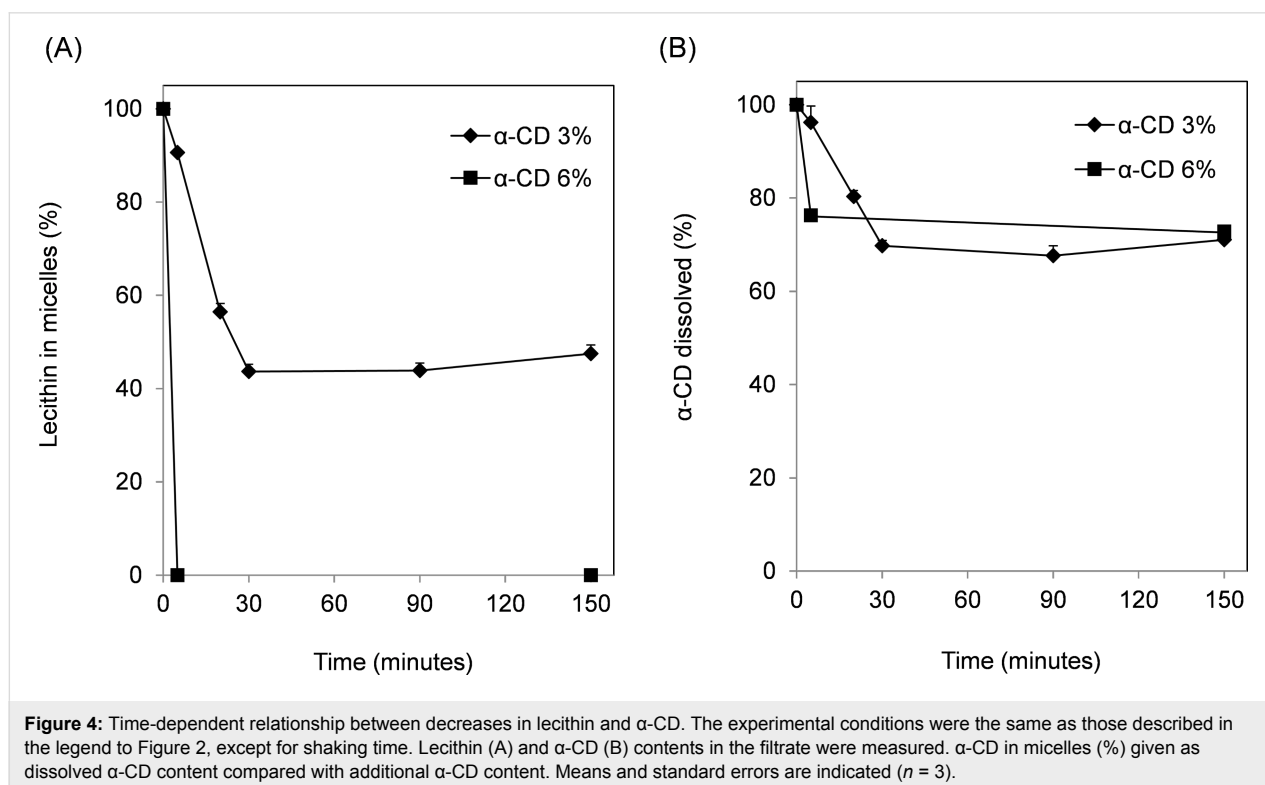 (A)
Lecithin in micelles (%)
100
80
60
40
20
0
0 30 60 90 120 150
Time (minutes)
α-CD 3%
α-CD 6%
(B)
α-CD dissolved (%)
100
80
60
40
20
0
0 30 60 90 120 150
Time (minutes)
α-CD 3%
α-CD 6%
Figure 4: Time-dependent relationship between decreases in lecithin and α-CD. The experimental conditions were the same as those described in
the legend to Figure 2, except for shaking time. Lecithin (A) and α-CD (B) contents in the filtrate were measured. α-CD in micelles (%) given as
dissolved α-CD content compared with additional α-CD content. Means and standard errors are indicated (n = 3).